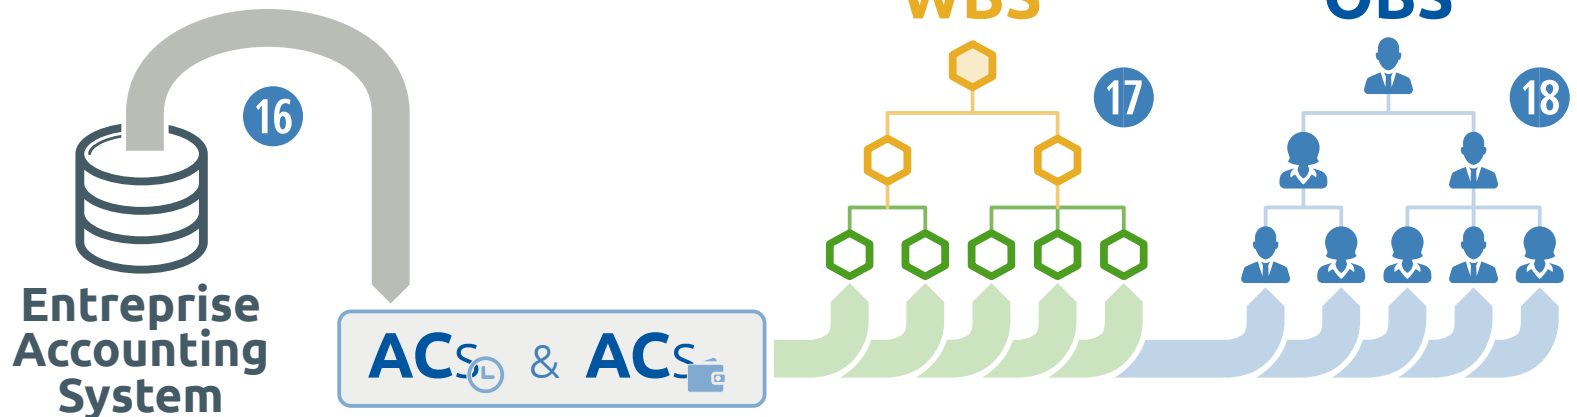 WBS
OBS
16
17
18
Entreprise
Accounting
System
ACs & ACs